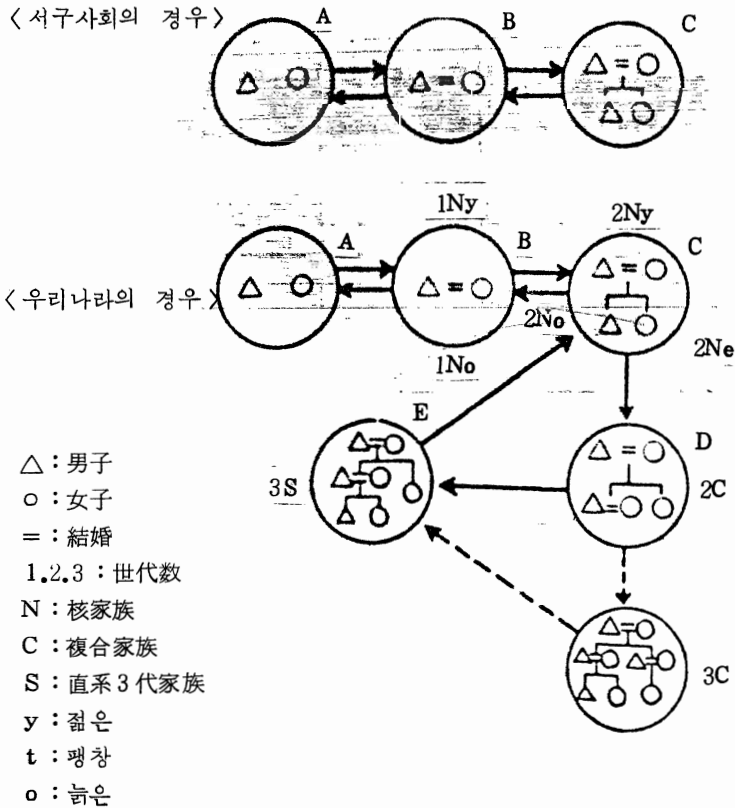 〈서구사회의 경우〉
A
B
C
1Ny
2Ny
A
B
C
〈우리나라의 경우〉
2No
1No
2Ne
E
D
3S
2C
3C
△ : 男子
○ : 女子
= : 結婚
1.2.3 : 世代数
N : 核家族
C : 複合家族
S : 直系3代家族
y : 젊은
t : 팽창
o : 늙은